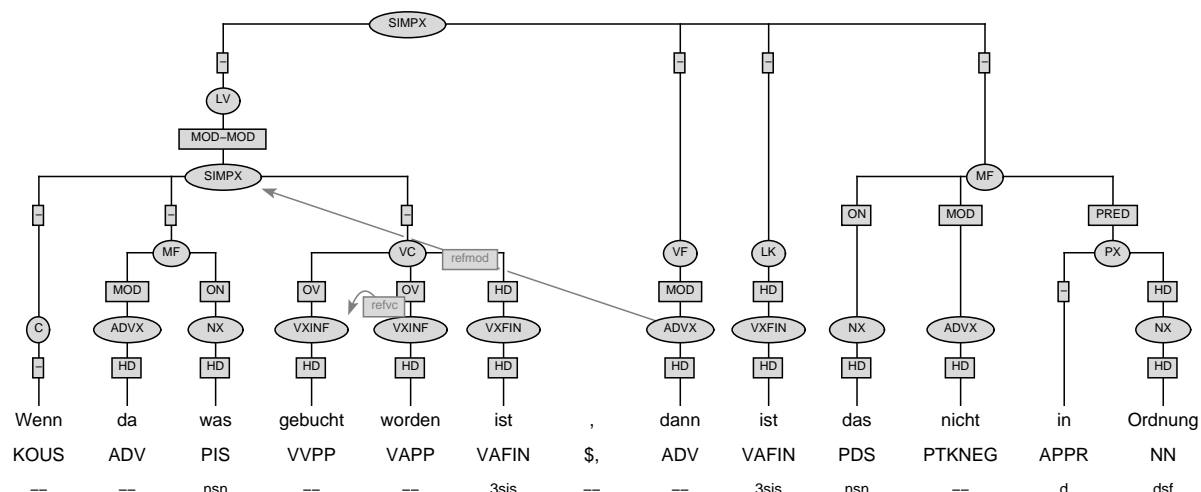 SIMPX
– – – –
LV
MOD–MOD
SIMPX MF
– – – ON MOD PRED
MF VC refmod VF LK PX
MOD ON OV OV HD MOD HD – HD
refvc
C ADVX NX VXINF VXINF VXFIN ADVX VXFIN NX ADVX NX
– HD HD HD HD HD HD HD HD HD HD
Wenn da was gebucht worden ist , dann ist das nicht in Ordnung
KOUS ADV PIS VVPP VAPP VAFIN $, ADV VAFIN PDS PTKNEG APPR NN
–– –– nsn –– –– 3sis –– –– 3sis nsn –– d dsf